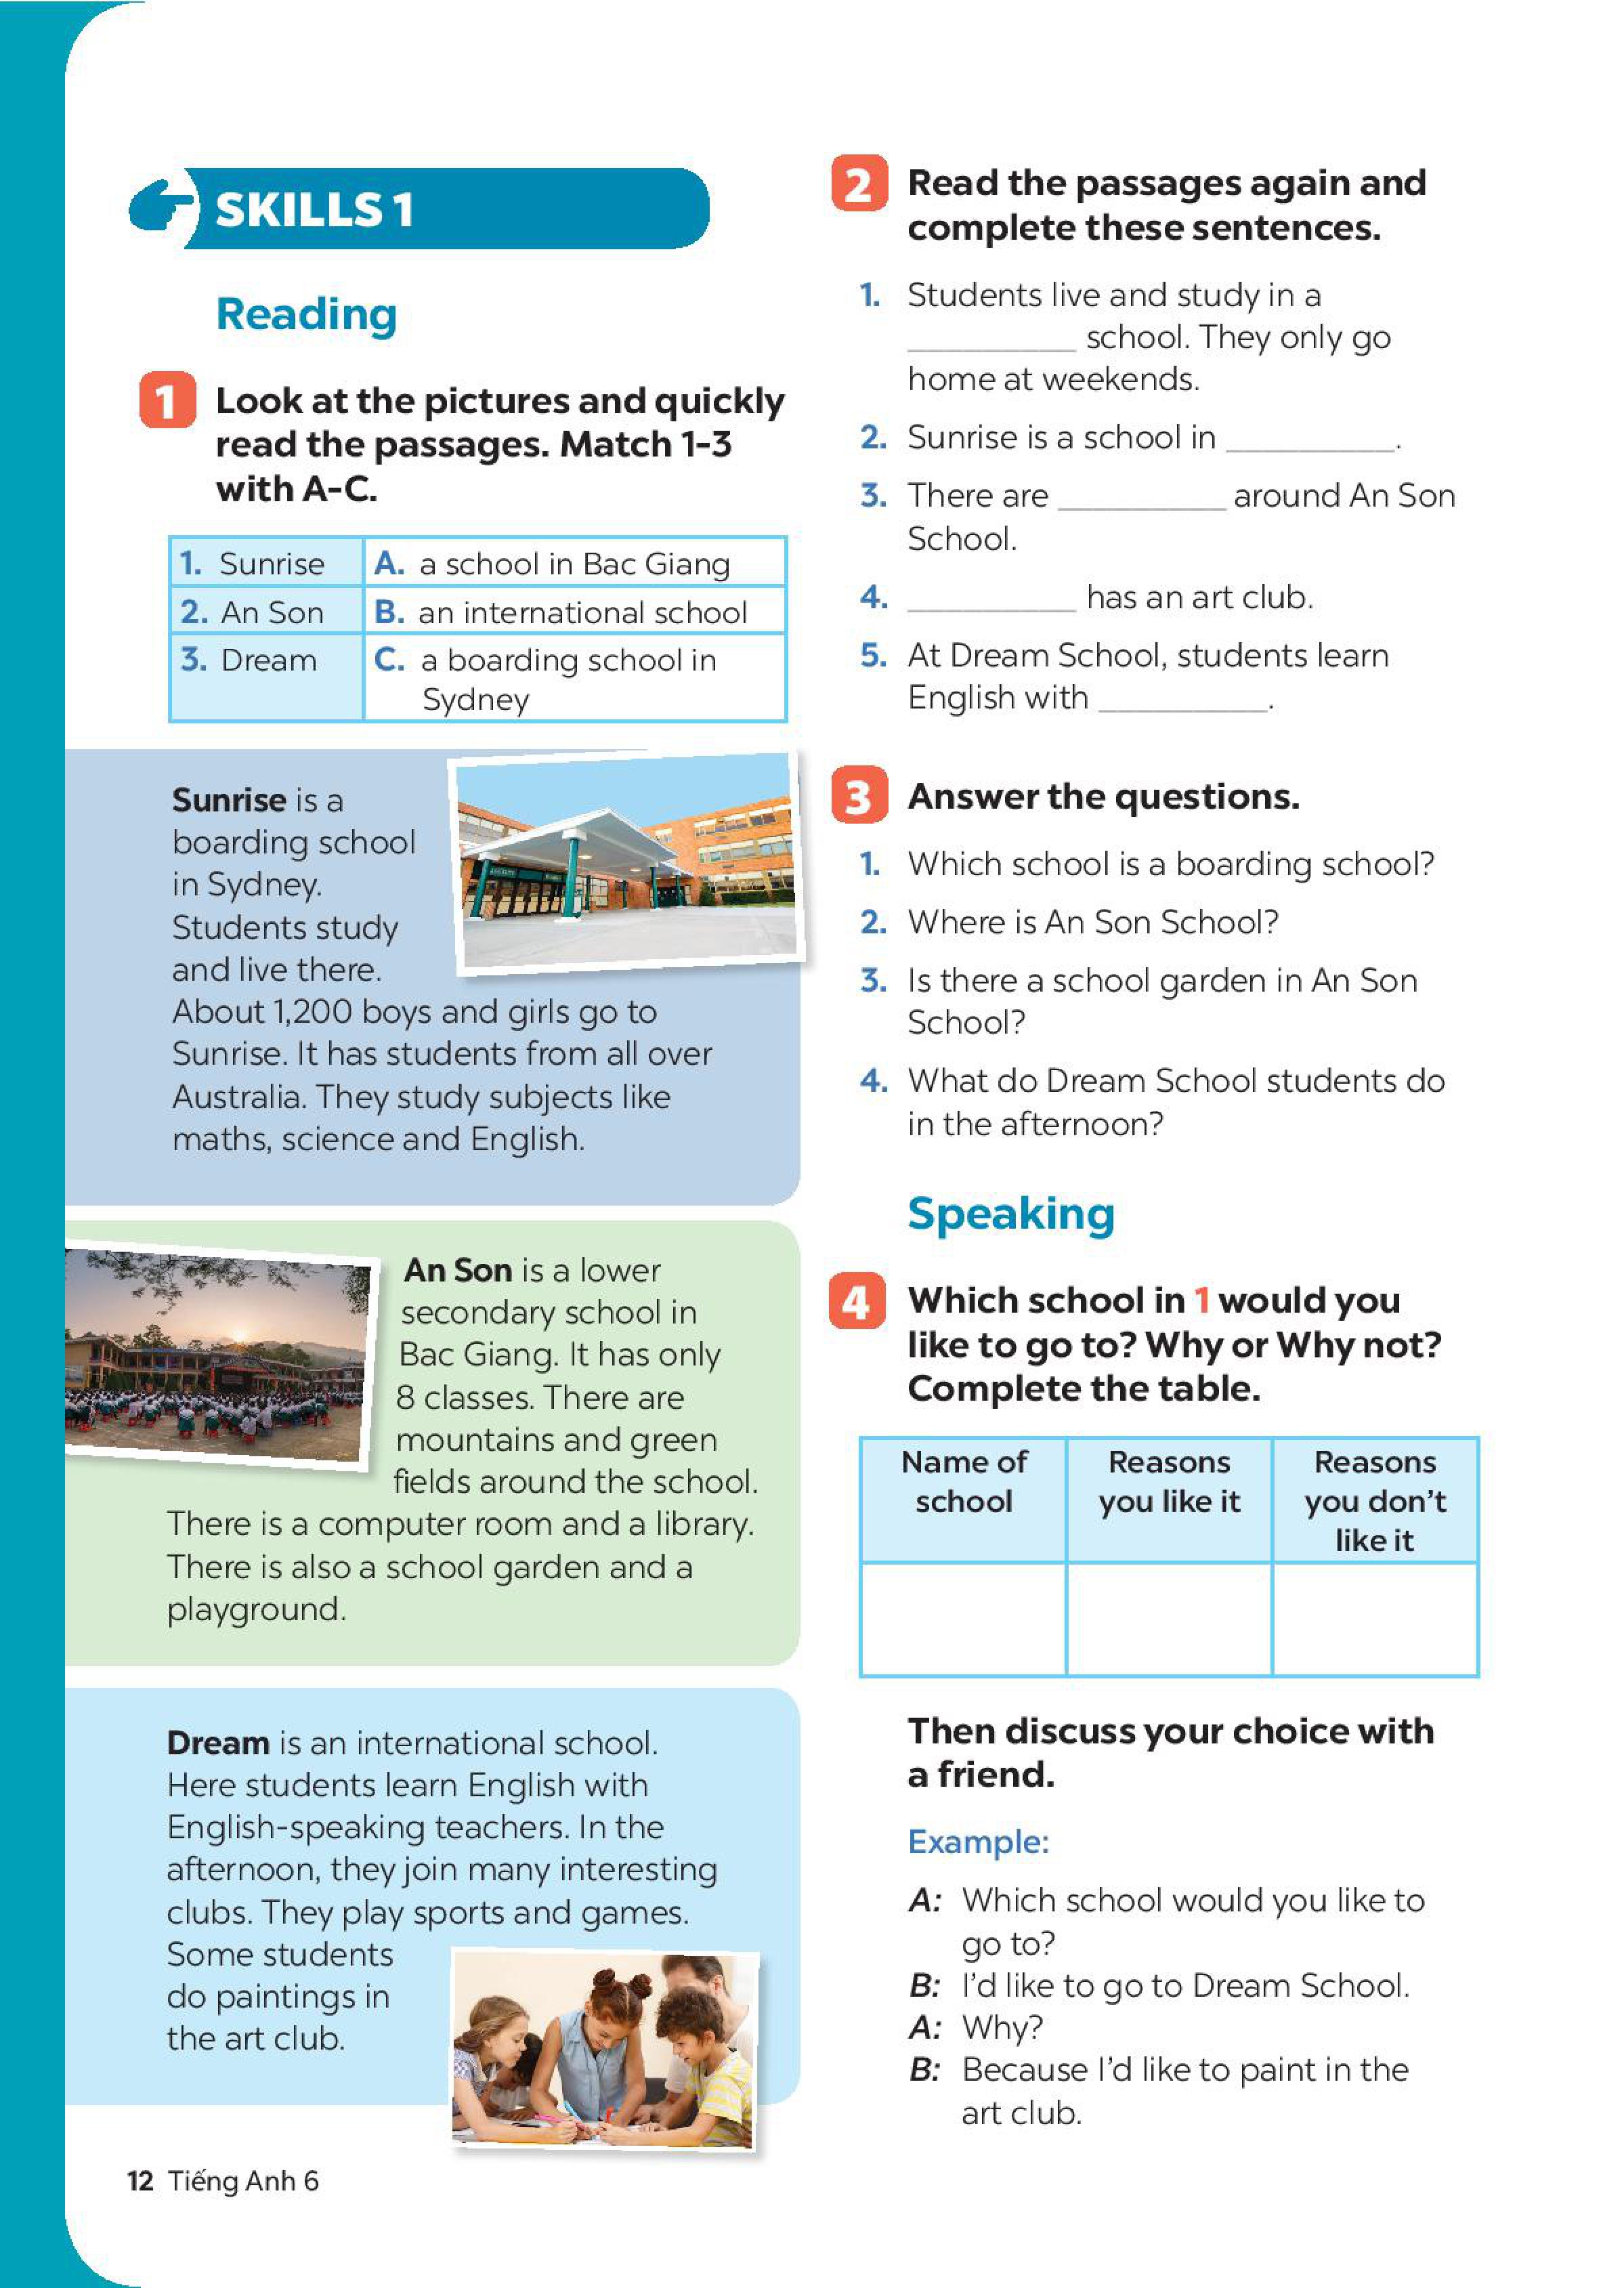 SKILLS 1
Reading
1 Look at the pictures and quickly
read the passages. Match 1-3
with A-C.
1. Sunrise A. a school in Bac Giang
2. An Son B. an international school
3. Dream C. a boarding school in
Sydney
Sunrise is a
boarding school
in Sydney.
Students study
and live there.
About 1,200 boys and girls go to
Sunrise. It has students from all over
Australia. They study subjects like
maths, science and English.
An Son is a lower
secondary school in
Bac Giang. It has only
8 classes. There are
mountains and green
fields around the school.
There is a computer room and a library.
There is also a school garden and a
playground.
Dream is an international school.
Here students learn English with
English-speaking teachers. In the
afternoon, they join many interesting
clubs. They play sports and games.
Some students
do paintings in
the art club.
12 Tiếng Anh 6
2 Read the passages again and
complete these sentences.
1. Students live and study in a
__________ school. They only go
home at weekends.
2. Sunrise is a school in __________.
3. There are __________ around An Son
School.
4. __________ has an art club.
5. At Dream School, students learn
English with __________.
3 Answer the questions.
1. Which school is a boarding school?
2. Where is An Son School?
3. Is there a school garden in An Son
School?
4. What do Dream School students do
in the afternoon?
Speaking
4 Which school in 1 would you
like to go to? Why or Why not?
Complete the table.
Name of
school
Reasons
you like it
Reasons
you don't
like it
Then discuss your choice with
a friend.
Example:
A: Which school would you like to
go to?
B: I'd like to go to Dream School.
A: Why?
B: Because I'd like to paint in the
art club.